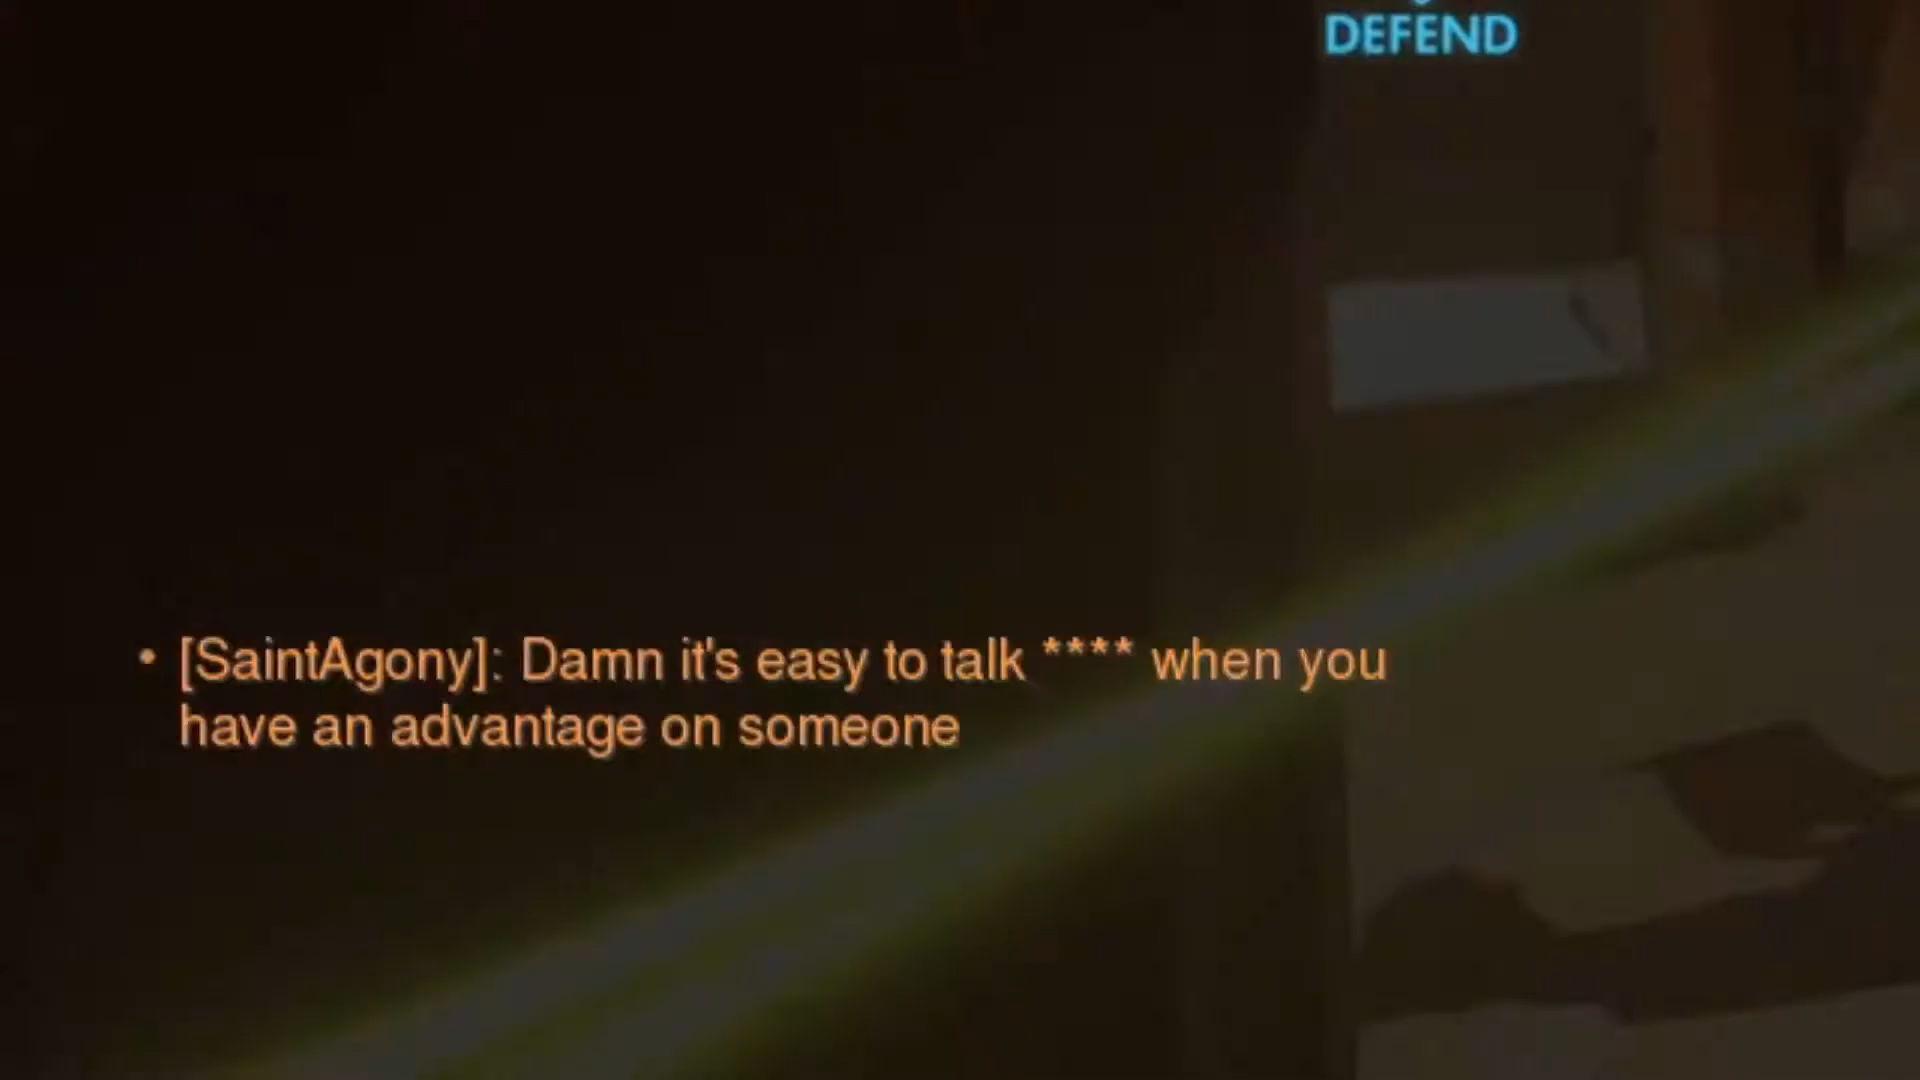 DEFEND
• [SaintAgony]: Damn it's easy to talk **** when you
have an advantage on someone